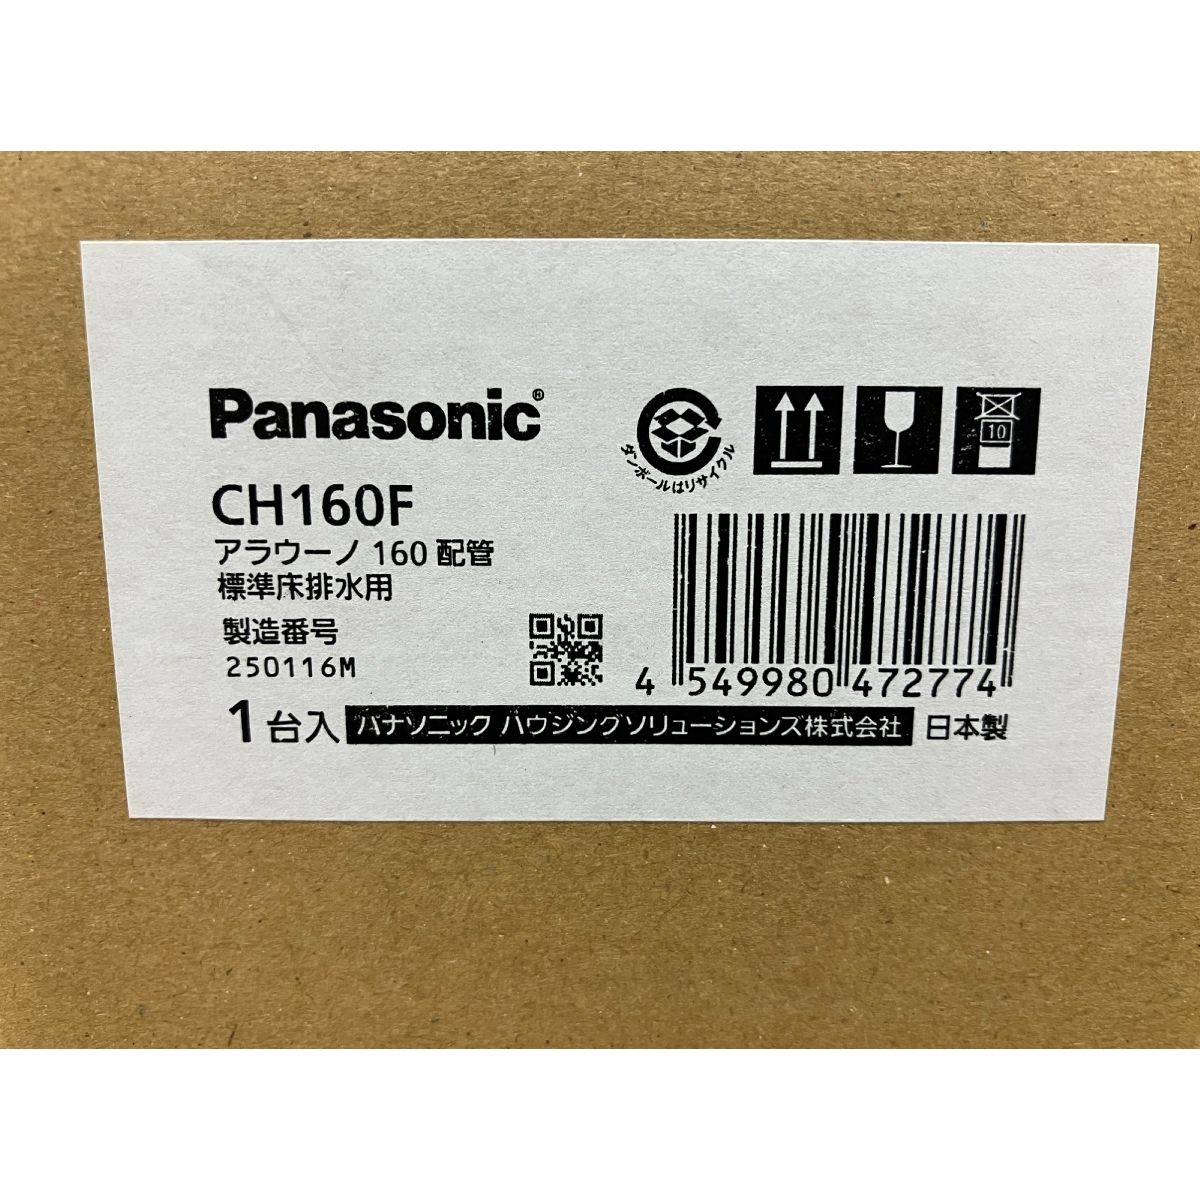 Panasonic®
ダンボールはリサイクル
10
CH160F
アラウーノ 160 配管
標準床排水用
製造番号
250116M
4 549980 472774
1台入 パナソニック ハウジングソリューションズ株式会社 日本製